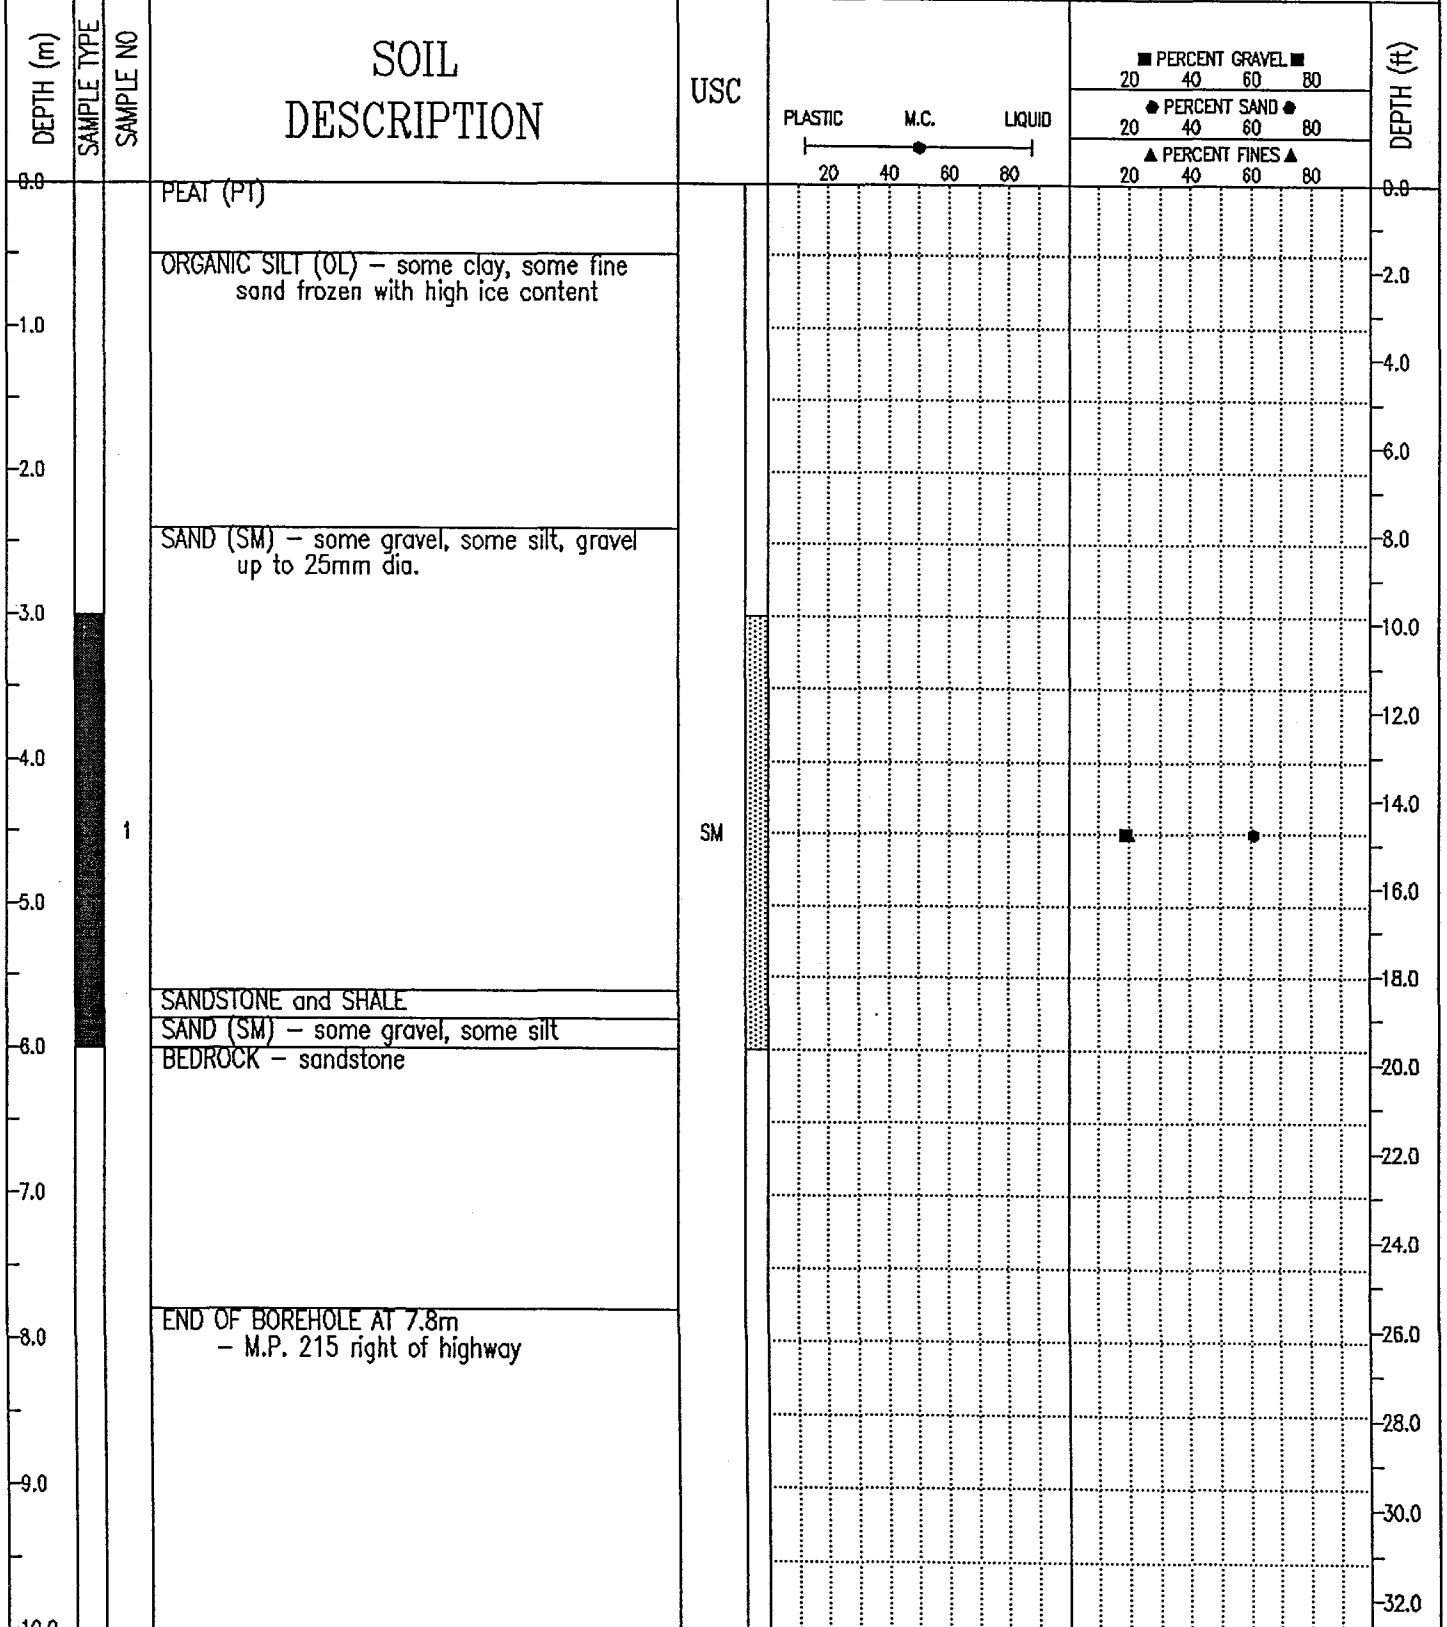 DEPTH (m)
SAMPLE TYPE
SAMPLE NO
SOIL
DESCRIPTION
USC
PLASTIC M.C. LIQUID
20 40 60 80
■ PERCENT GRAVEL ■
20 40 60 80
● PERCENT SAND ●
20 40 60 80
▲ PERCENT FINES ▲
20 40 60 80
DEPTH (ft)
0.0
PEAT (PT)
0.0
ORGANIC SILT (OL) – some clay, some fine
sand frozen with high ice content
2.0
1.0
4.0
6.0
2.0
SAND (SM) – some gravel, some silt, gravel
up to 25mm dia.
8.0
3.0
10.0
12.0
4.0
14.0
1
SM
16.0
5.0
18.0
SANDSTONE and SHALE
SAND (SM) – some gravel, some silt
6.0
BEDROCK – sandstone
20.0
22.0
7.0
24.0
END OF BOREHOLE AT 7.8m
– M.P. 215 right of highway
8.0
26.0
28.0
9.0
30.0
32.0
10.0